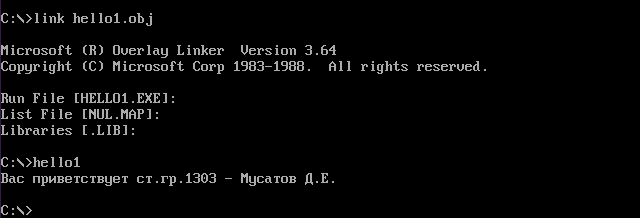 C:\>link hello1.obj
Microsoft (R) Overlay Linker  Version 3.64
Copyright (C) Microsoft Corp 1983-1988.  All rights reserved.
Run File [HELLO1.EXE]:
List File [NUL.MAP]:
Libraries [.LIB]:
C:\>hello1
Вас приветствует ст.гр.1303 - Мусатов Д.Е.
C:\>